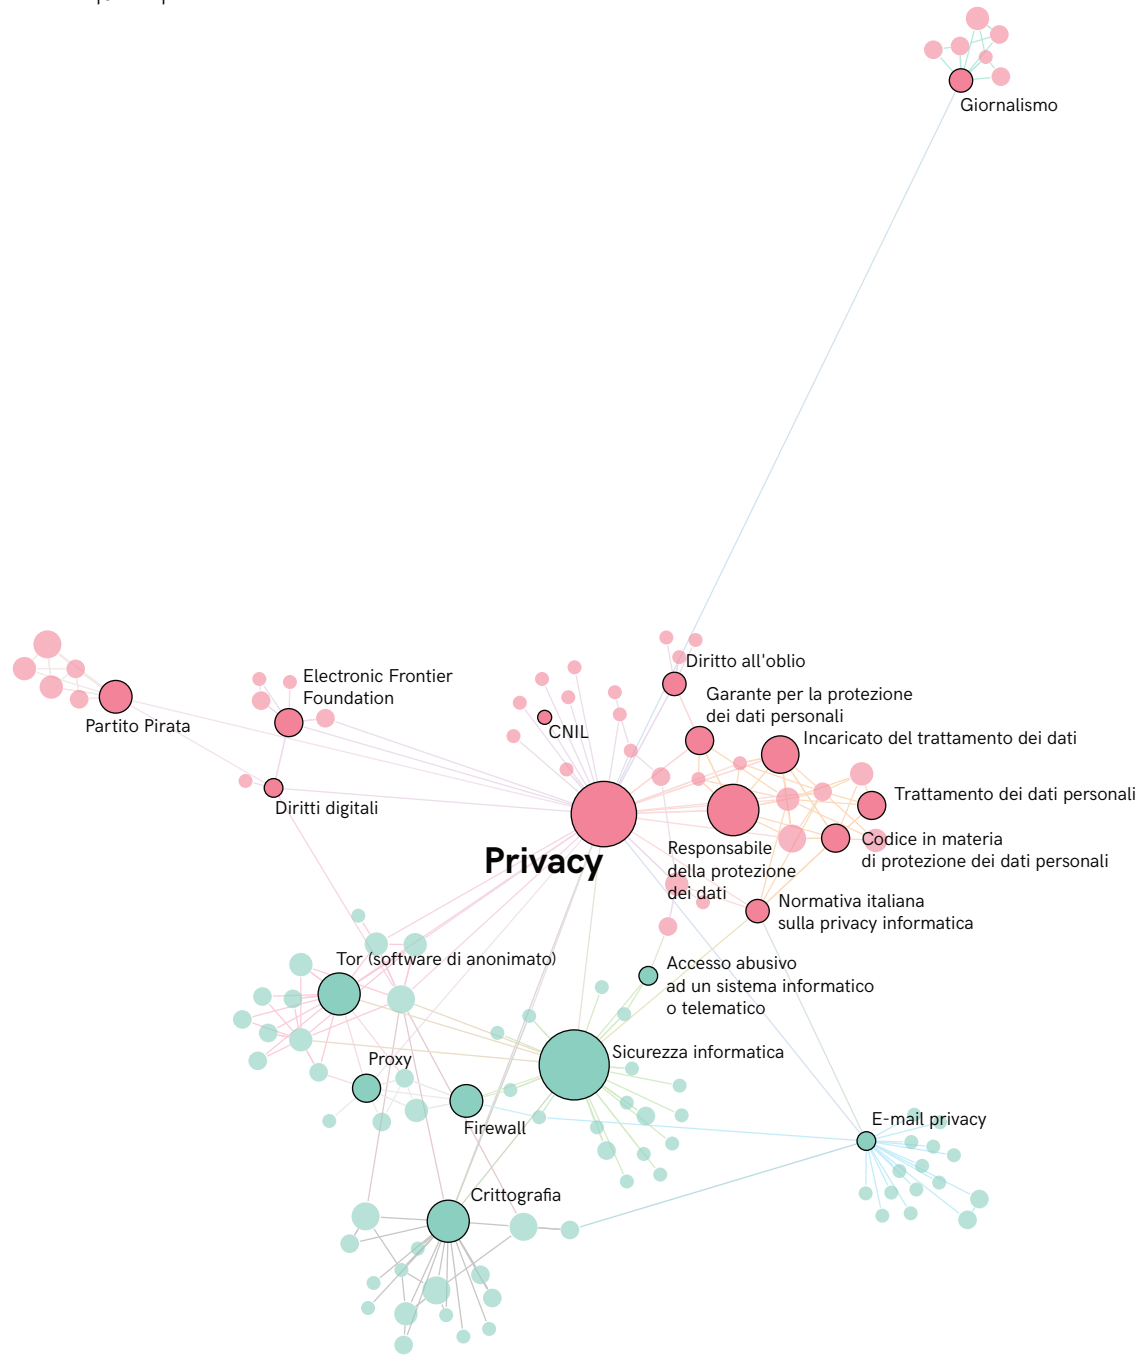 Giornalismo
Electronic Frontier
Foundation
Partito Pirata
Diritti digitali
CNIL
Diritto all'oblio
Garante per la protezione
dei dati personali
Incaricato del trattamento dei dati
Trattamento dei dati personali
Codice in materia
di protezione dei dati personali
Privacy
Responsabile
della protezione
dei dati
Normativa italiana
sulla privacy informatica
Tor (software di anonimato)
Accesso abusivo
ad un sistema informatico
o telematico
Sicurezza informatica
Proxy
Firewall
E-mail privacy
Crittografia